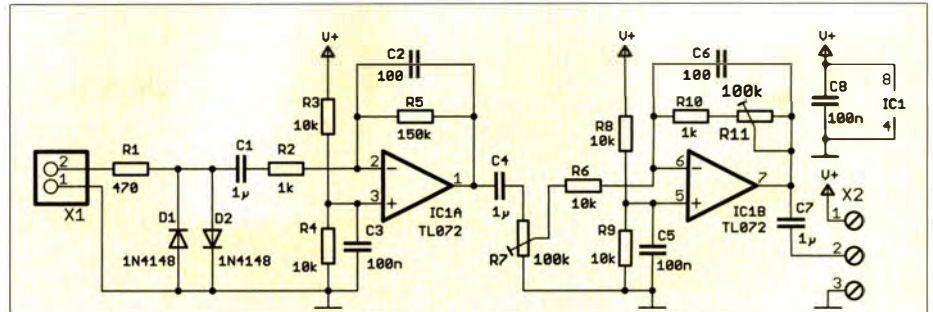 V+
C2
100
R3
10k
R5
150k
C1
1µ
R2
1k
2
1
X1
R1
470
D1
1N4148
D2
1N4148
R4
10k
C3
100n
2
3
1
IC1A
TL072
C4
1µ
R7
100k
R6
10k
V+
R8
10k
R9
10k
C5
100n
C6
100
R10
1k
100k
R11
6
5
7
IC1B
TL072
C7
1µ
V+
C8
100n
8
IC1
4
V+
X2
1
2
3